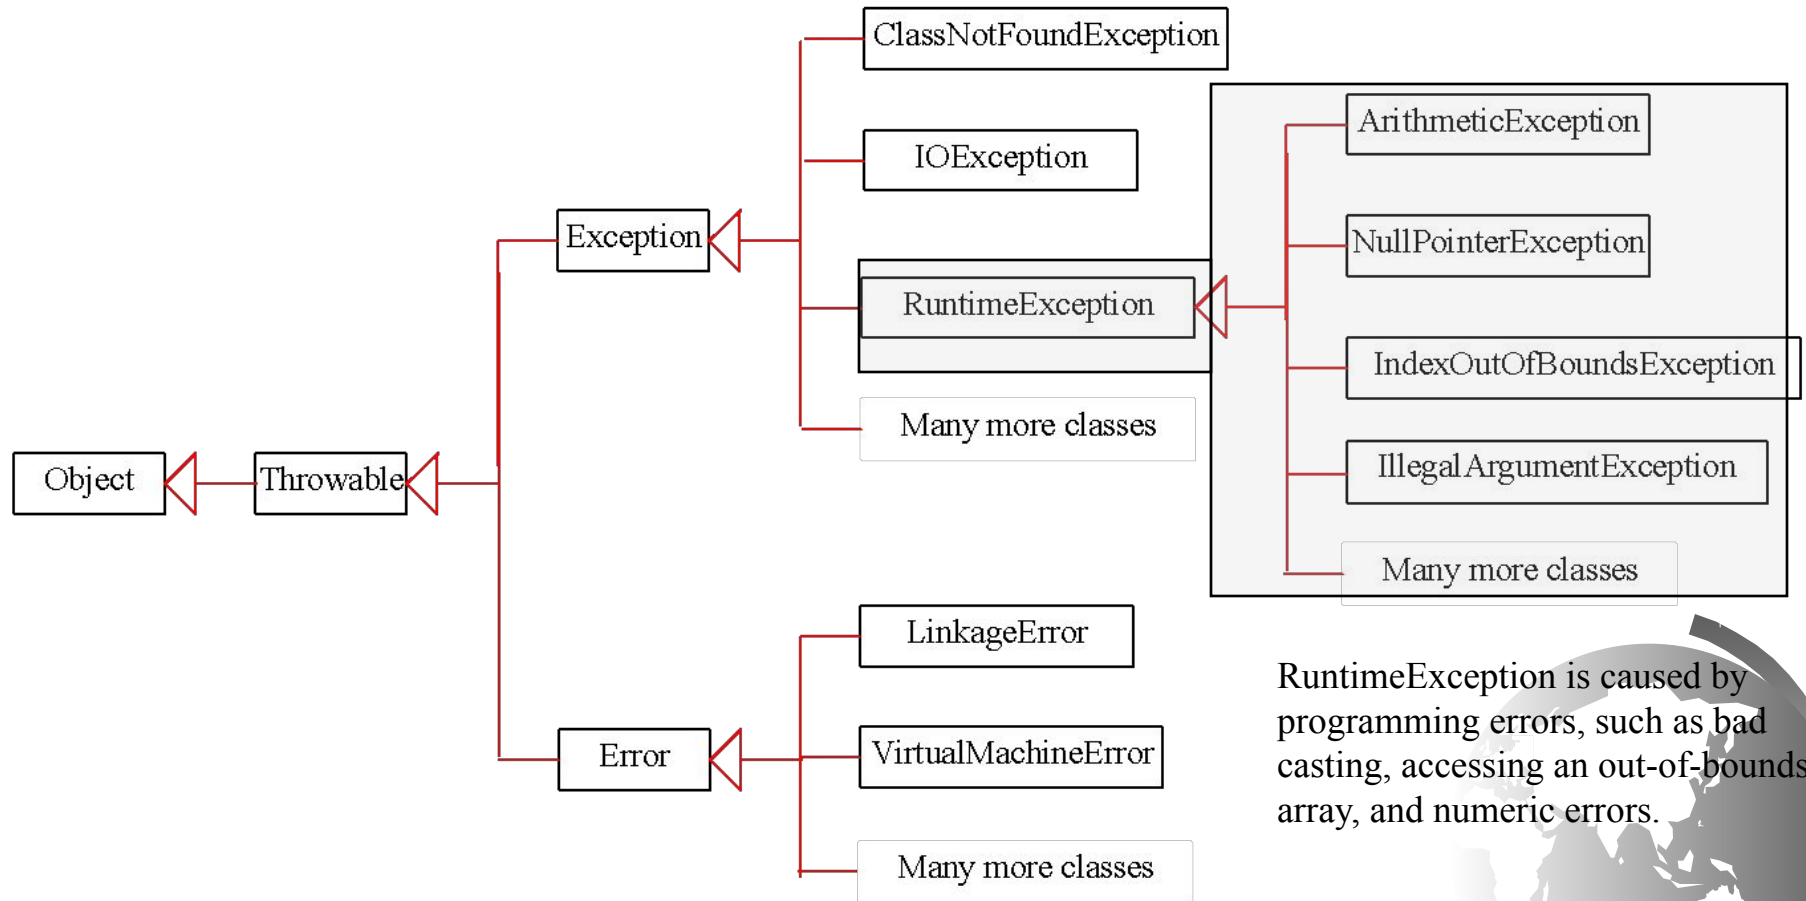 ClassNotFoundException
ArithmeticException
IOException
Exception
NullPointerException
RuntimeException
IndexOutOfBoundsException
Many more classes
Object
Throwable
IllegalArgumentException
Many more classes
LinkageError
Error
VirtualMachineError
Many more classes
RuntimeException is caused by
programming errors, such as bad
casting, accessing an out-of-bounds
array, and numeric errors.